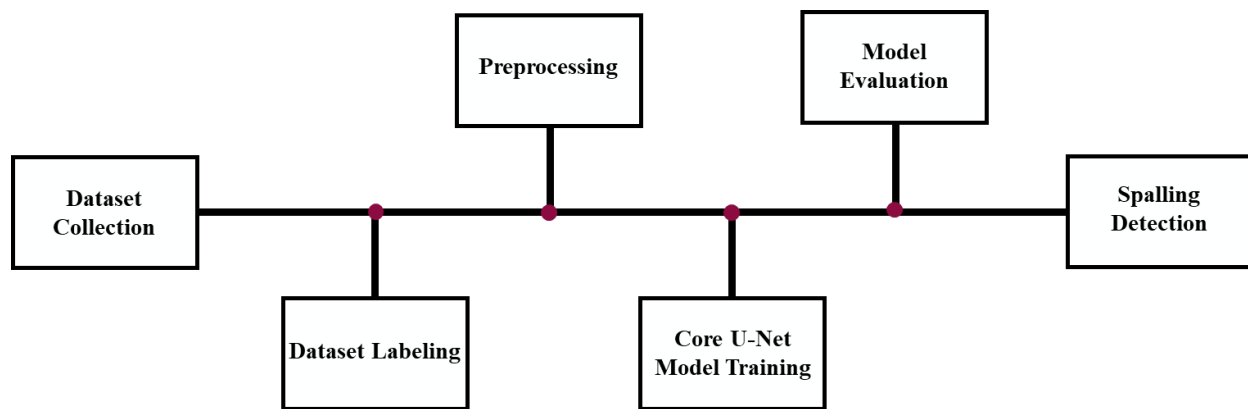 Dataset
Collection
Dataset Labeling
Preprocessing
Core U-Net
Model Training
Model
Evaluation
Spalling
Detection